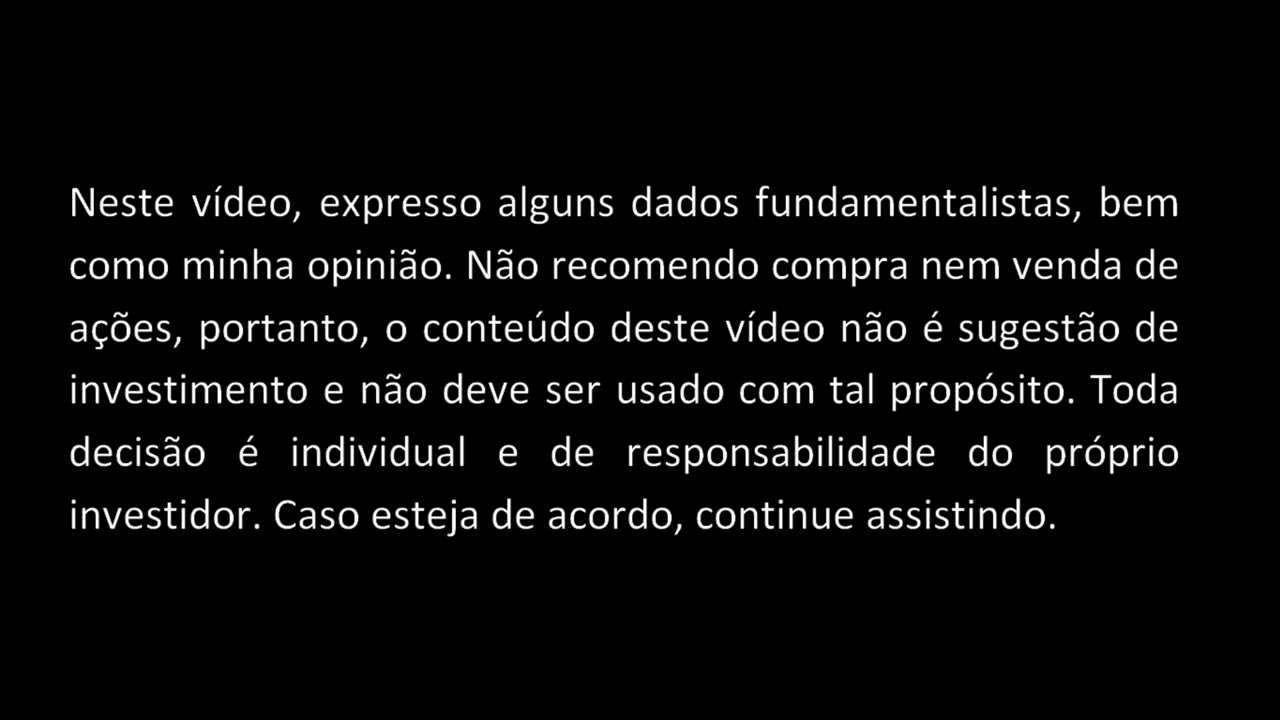 Neste vídeo, expresso alguns dados fundamentalistas, bem
como minha opinião. Não recomendo compra nem venda de
ações, portanto, o conteúdo deste vídeo não é sugestão de
investimento e não deve ser usado com tal propósito. Toda
decisão é individual e de responsabilidade do próprio
investidor. Caso esteja de acordo, continue assistindo.